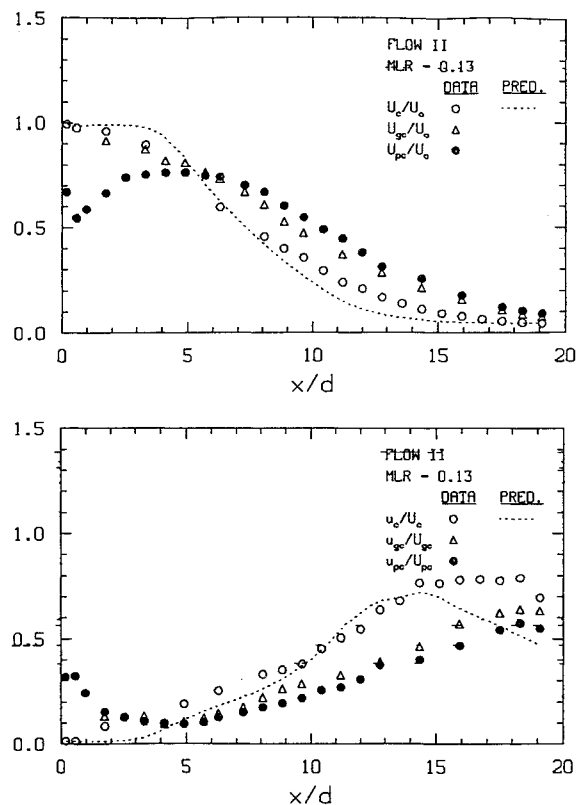 1.5
1.0
0.5
0.0
FLOW II
MLR - 0.13
DATA PRED.
U_c/U_o
U_gc/U_o
U_pc/U_o
0 5 10 15 20
x/d
1.5
1.0
0.5
0.0
FLOW II
MLR - 0.13
DATA PRED.
u_c/U_c
u_gc/U_gc
u_pc/U_pc
0 5 10 15 20
x/d